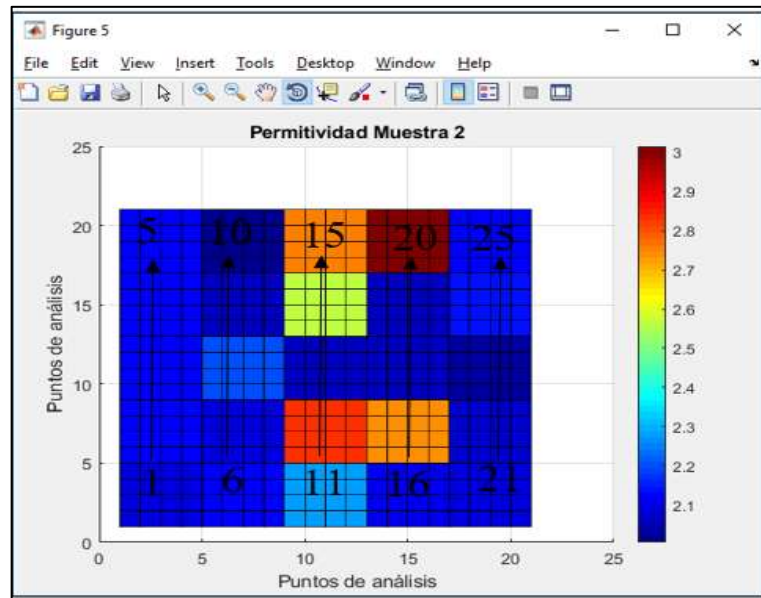 Figure 5
File Edit View Insert Tools Desktop Window Help
Permitividad Muestra 2
25
20
15
10
5
0
Puntos de análisis
5 10 15 20 25
1 6 11 16 21
0 5 10 15 20 25
Puntos de análisis
3
2.9
2.8
2.7
2.6
2.5
2.4
2.3
2.2
2.1